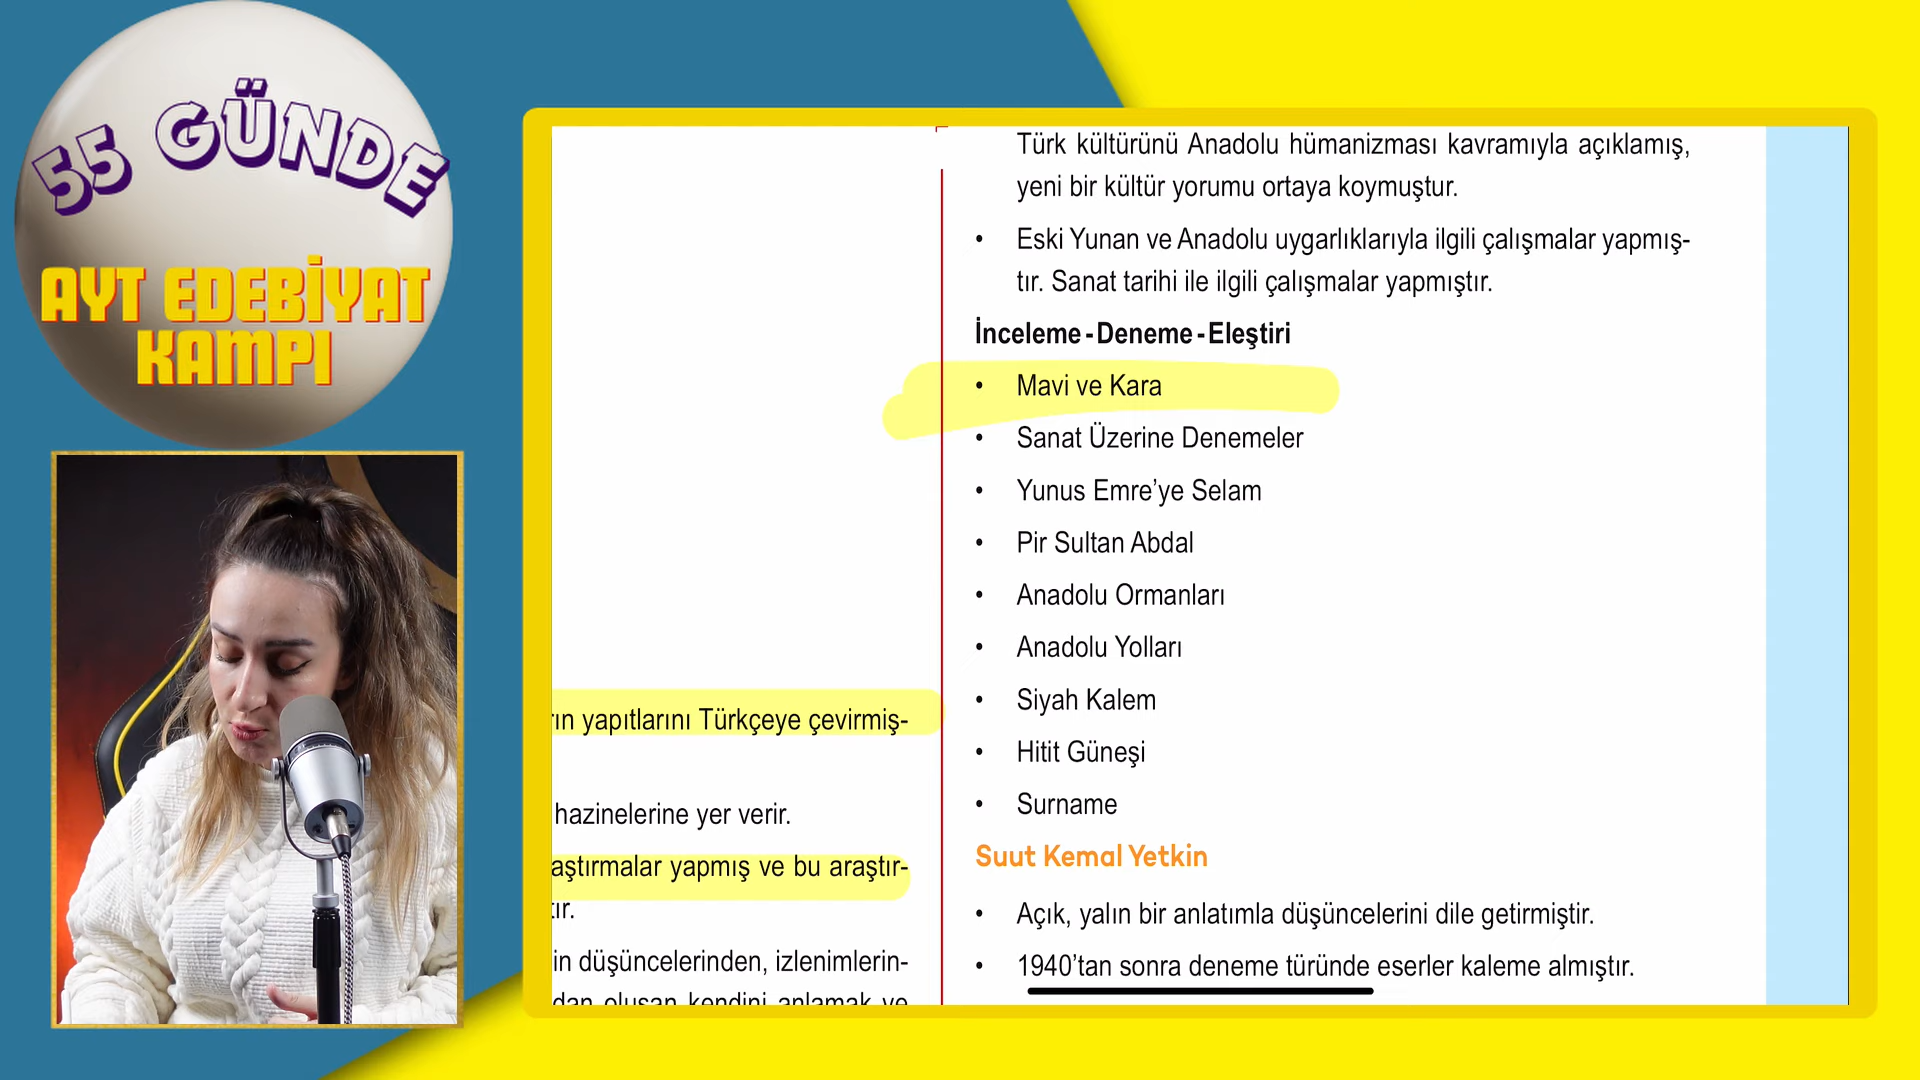 55 GÜNDE
AYT EDEBİYAT
KAMPI
yapıtlarını Türkçeye çevirmiş-
hazinelerine yer verir.
yapmış ve bu araştır-
düşüncelerinden, izlenimlerin-
oluşan kendini anlamak ve
Türk kültürünü Anadolu hümanizması kavramıyla açıklamış,
yeni bir kültür yorumu ortaya koymuştur.
• Eski Yunan ve Anadolu uygarlıklarıyla ilgili çalışmalar yapmış-
tır. Sanat tarihi ile ilgili çalışmalar yapmıştır.
İnceleme - Deneme - Eleştiri
• Mavi ve Kara
• Sanat Üzerine Denemeler
• Yunus Emre’ye Selam
• Pir Sultan Abdal
• Anadolu Ormanları
• Anadolu Yolları
• Siyah Kalem
• Hitit Güneşi
• Surname
Suut Kemal Yetkin
• Açık, yalın bir anlatımla düşüncelerini dile getirmiştir.
• 1940’tan sonra deneme türünde eserler kaleme almıştır.